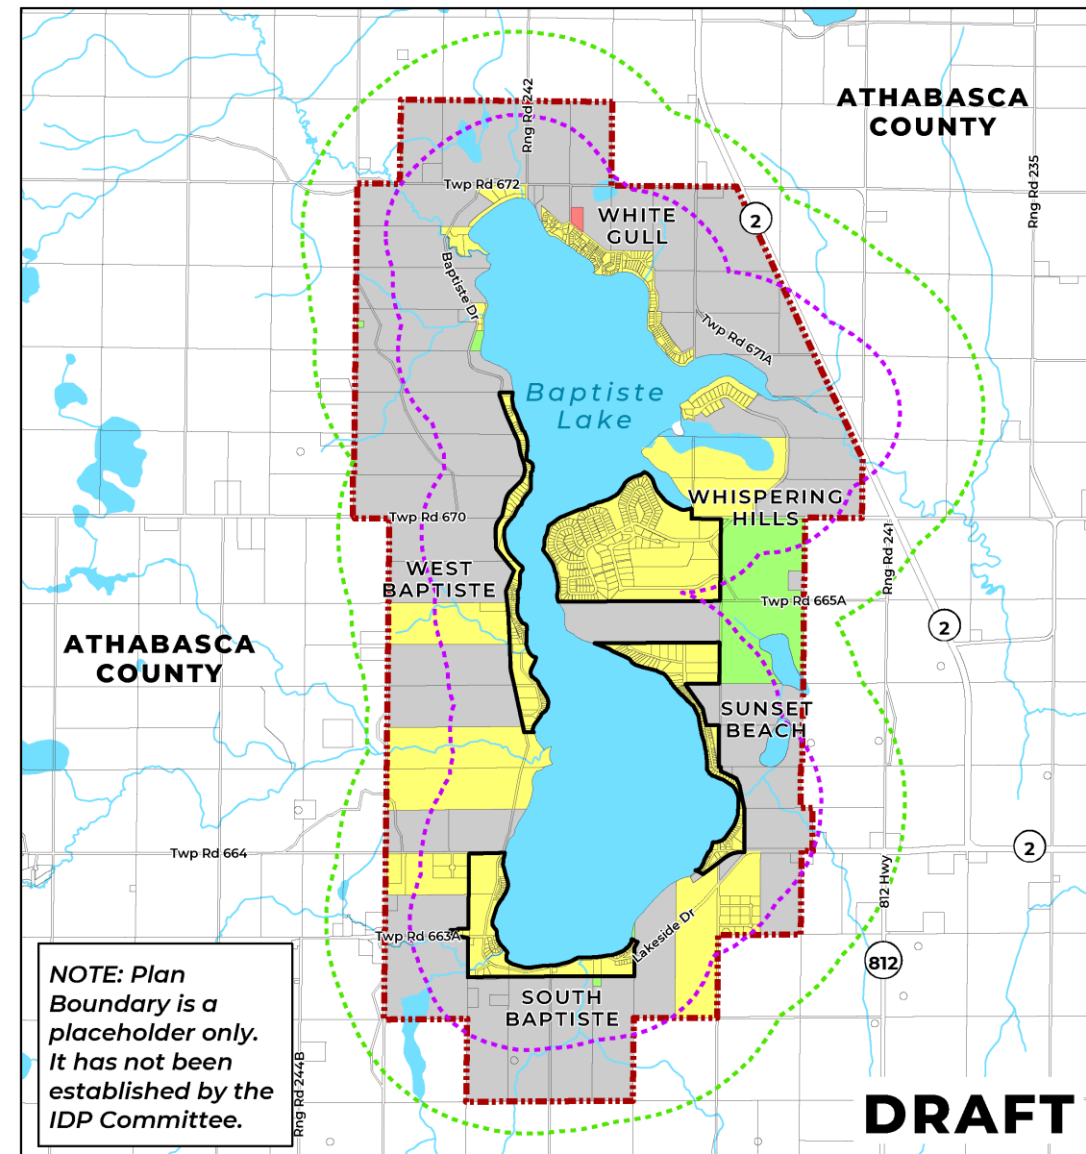 ATHABASCA
COUNTY
Rng Rd 242
Rng Rd 235
Twp Rd 672
WHITE
GULL
2
Baptiste Dr
Twp Rd 671A
Baptiste
Lake
WHISPERING
HILLS
Twp Rd 670
Rng Rd 241
WEST
BAPTISTE
Twp Rd 665A
2
ATHABASCA
COUNTY
SUNSET
BEACH
2
Twp Rd 664
812 Hwy
Twp Rd 663A
Lakeside Dr
812
NOTE: Plan
Boundary is a
placeholder only.
It has not been
established by the
IDP Committee.
SOUTH
BAPTISTE
Rng Rd 244B
DRAFT